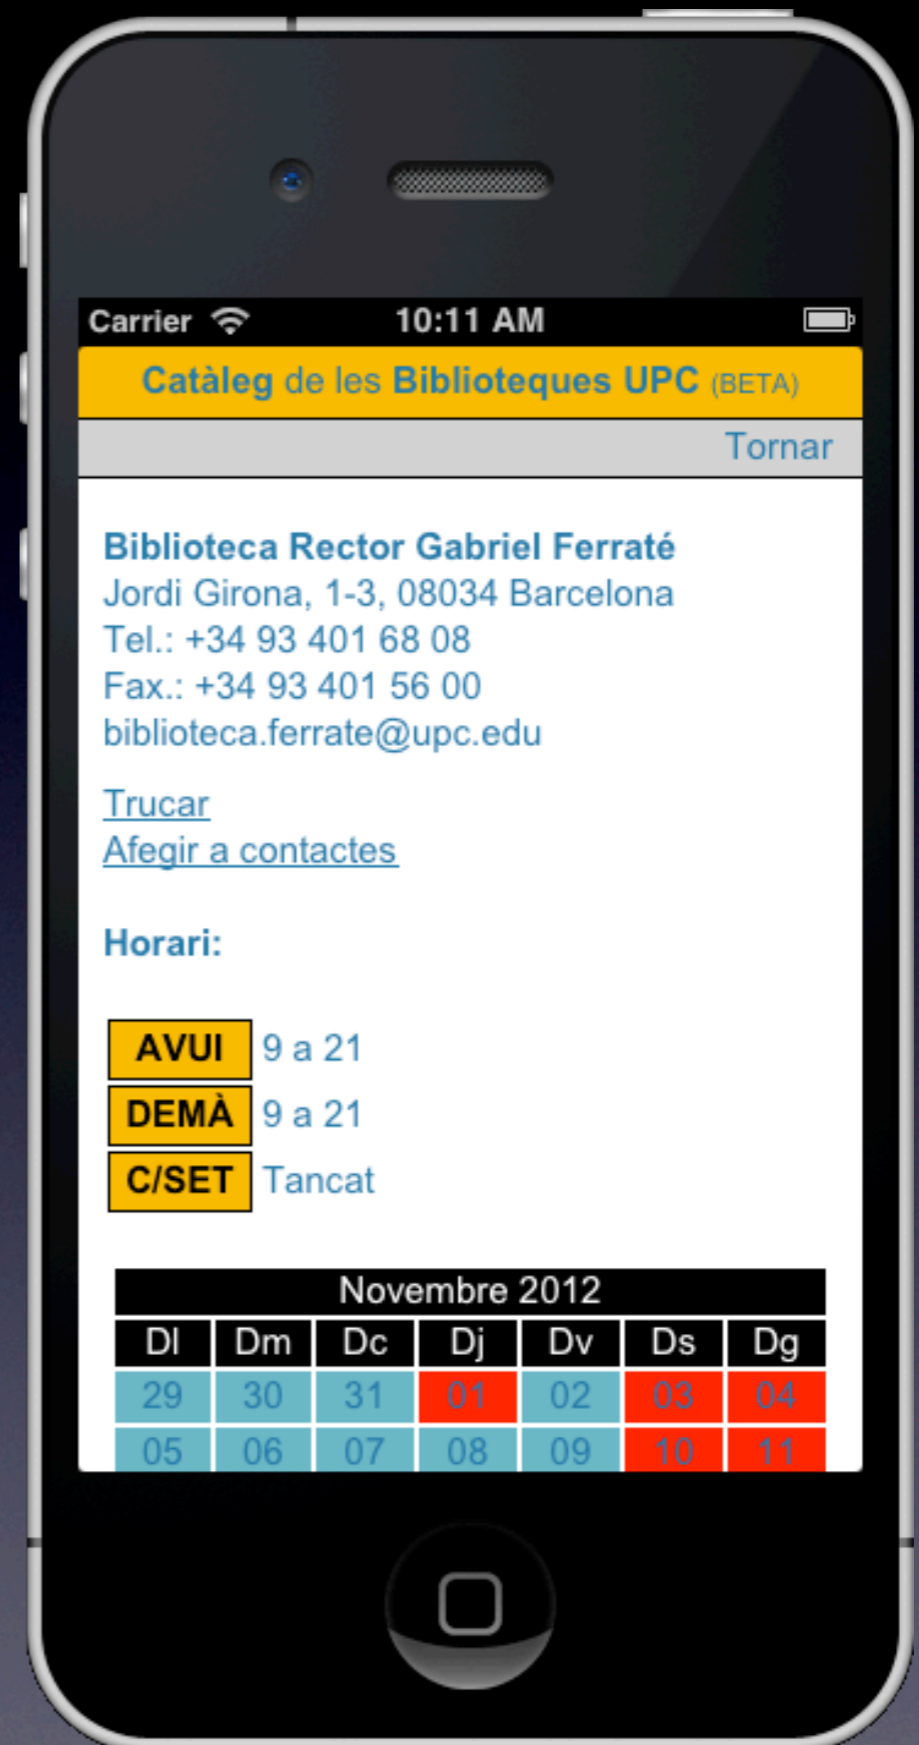 Carrier 10:11 AM
Catàleg de les Biblioteques UPC (BETA)
Tornar
Biblioteca Rector Gabriel Ferraté
Jordi Girona, 1-3, 08034 Barcelona
Tel.: +34 93 401 68 08
Fax.: +34 93 401 56 00
biblioteca.ferrate@upc.edu
Trucar
Afegir a contactes
Horari:
AVUI 9 a 21
DEMÀ 9 a 21
C/SET Tancat
Novembre 2012
Dl Dm Dc Dj Dv Ds Dg
29 30 31 01 02 03 04
05 06 07 08 09 10 11